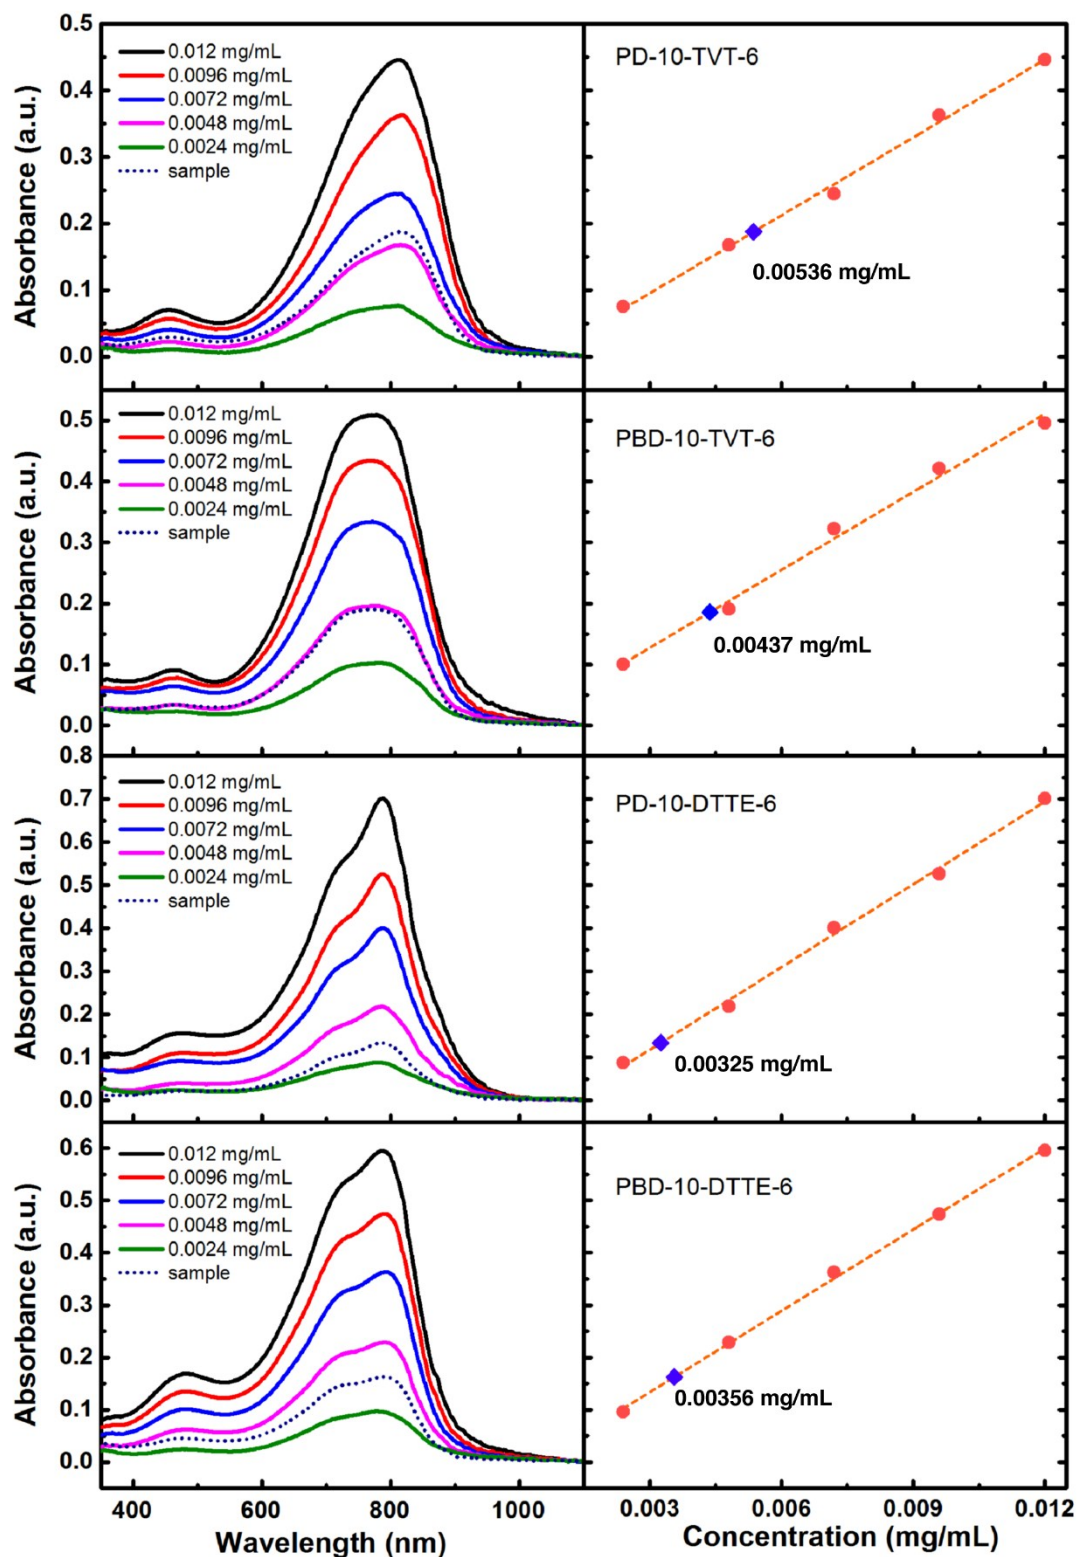 0.5
0.4
0.3
0.2
0.1
0.0
Absorbance (a.u.)
0.012 mg/mL
0.0096 mg/mL
0.0072 mg/mL
0.0048 mg/mL
0.0024 mg/mL
sample
PD-10-TVT-6
0.00536 mg/mL
0.5
0.4
0.3
0.2
0.1
0.0
Absorbance (a.u.)
0.012 mg/mL
0.0096 mg/mL
0.0072 mg/mL
0.0048 mg/mL
0.0024 mg/mL
sample
PBD-10-TVT-6
0.00437 mg/mL
0.8
0.7
0.6
0.5
0.4
0.3
0.2
0.1
0.0
Absorbance (a.u.)
0.012 mg/mL
0.0096 mg/mL
0.0072 mg/mL
0.0048 mg/mL
0.0024 mg/mL
sample
PD-10-DTTE-6
0.00325 mg/mL
0.6
0.5
0.4
0.3
0.2
0.1
0.0
Absorbance (a.u.)
0.012 mg/mL
0.0096 mg/mL
0.0072 mg/mL
0.0048 mg/mL
0.0024 mg/mL
sample
PBD-10-DTTE-6
0.00356 mg/mL
400 600 800 1000
Wavelength (nm)
0.003 0.006 0.009 0.012
Concentration (mg/mL)